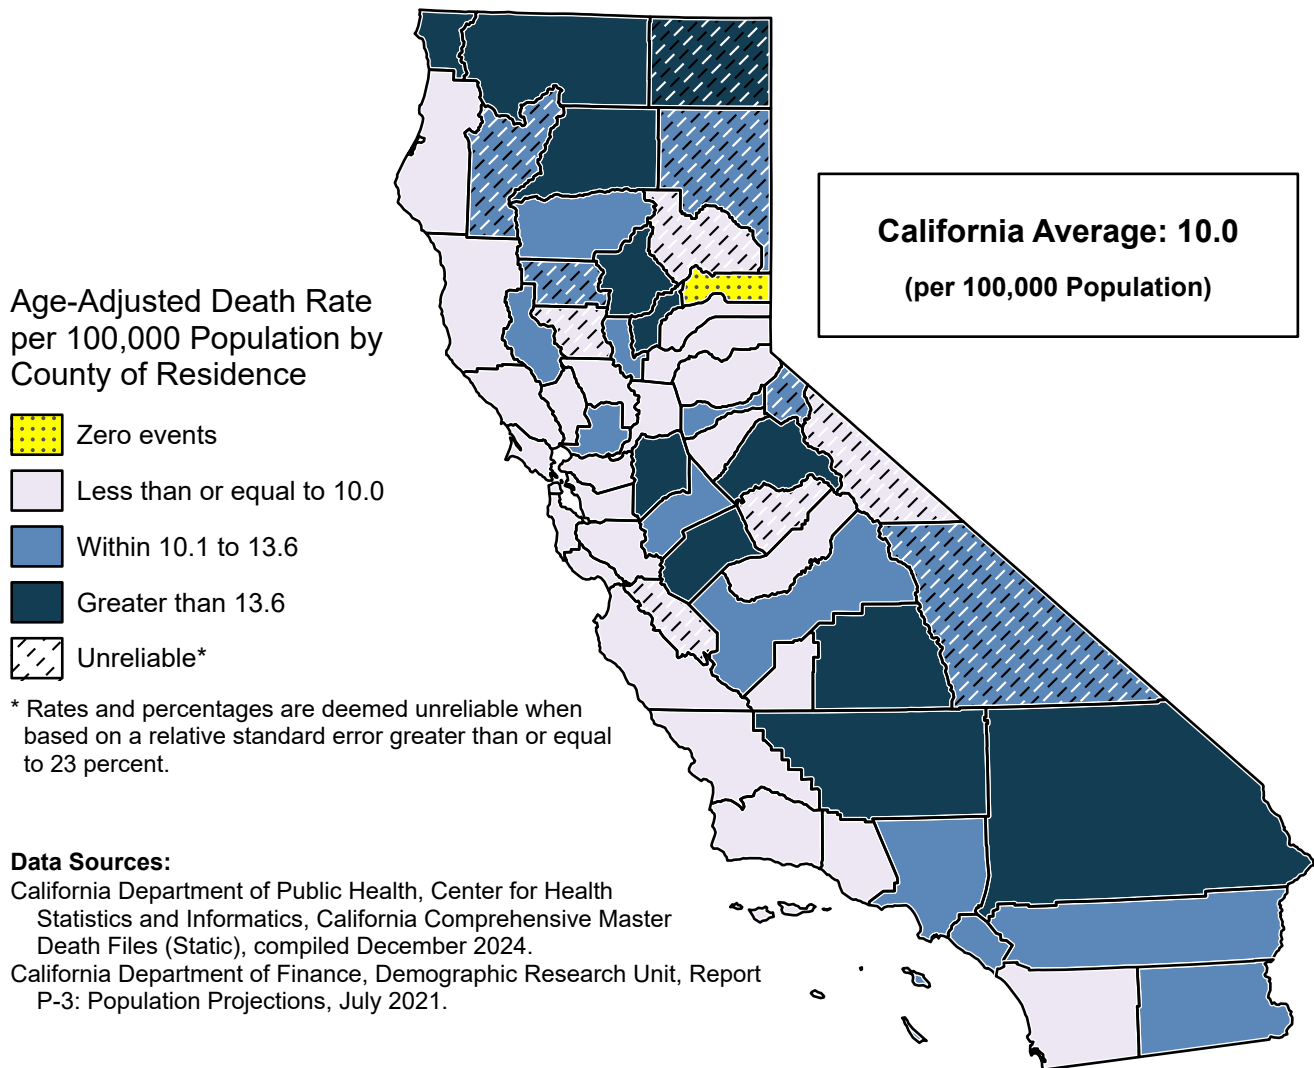 California Average: 10.0
(per 100,000 Population)
Age-Adjusted Death Rate
per 100,000 Population by
County of Residence
Zero events
Less than or equal to 10.0
Within 10.1 to 13.6
Greater than 13.6
Unreliable*
* Rates and percentages are deemed unreliable when
based on a relative standard error greater than or equal
to 23 percent.
Data Sources:
California Department of Public Health, Center for Health
Statistics and Informatics, California Comprehensive Master
Death Files (Static), compiled December 2024.
California Department of Finance, Demographic Research Unit, Report
P-3: Population Projections, July 2021.